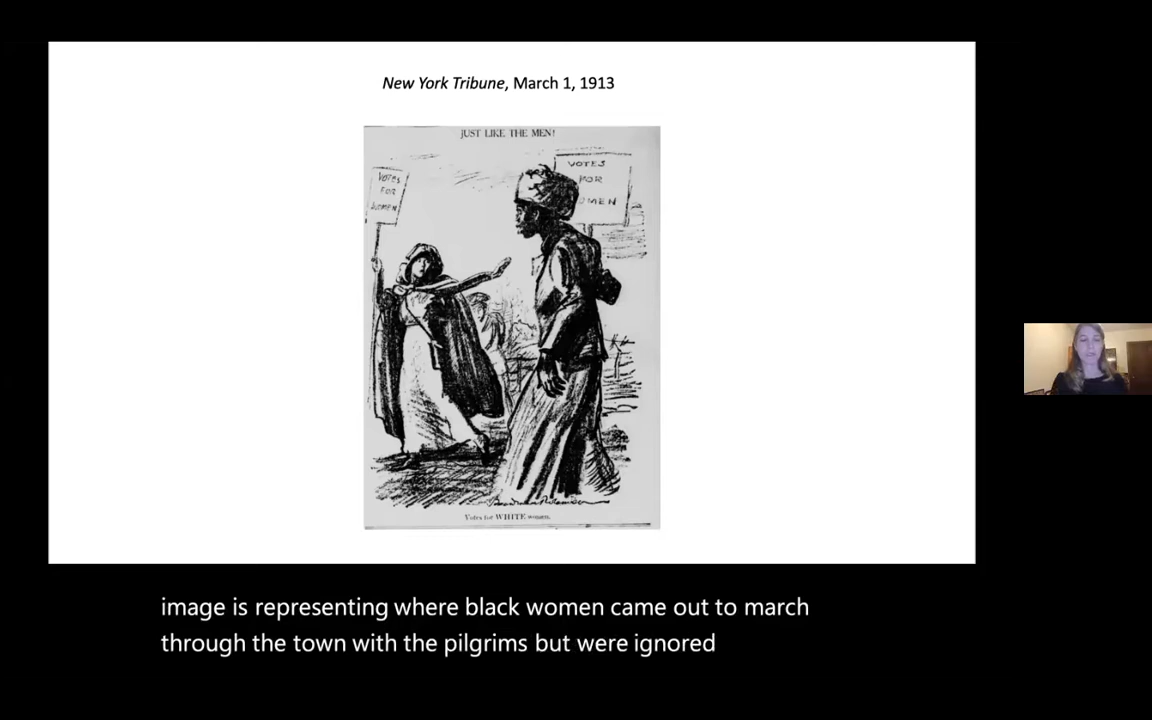 New York Tribune, March 1, 1913
JUST LIKE THE MEN!
VOTES
FOR
WOMEN
VOTES
FOR
OMEN
Votes for WHITE women.
image is representing where black women came out to march
through the town with the pilgrims but were ignored